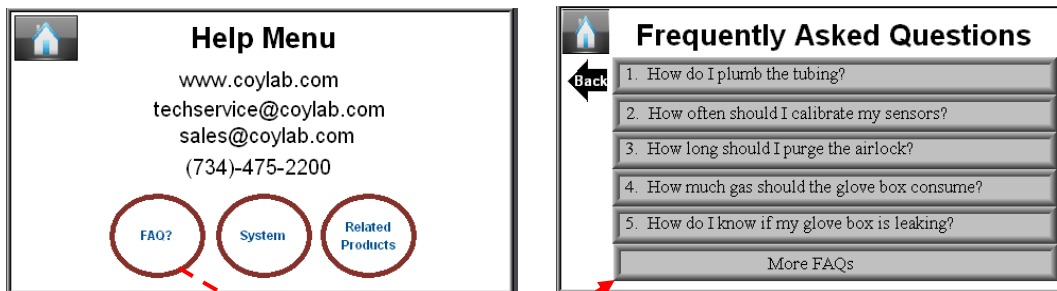 Help Menu
www.coylab.com
techservice@coylab.com
sales@coylab.com
(734)-475-2200
FAQ?
System
Related
Products
Frequently Asked Questions
Back
1. How do I plumb the tubing?
2. How often should I calibrate my sensors?
3. How long should I purge the airlock?
4. How much gas should the glove box consume?
5. How do I know if my glove box is leaking?
More FAQs